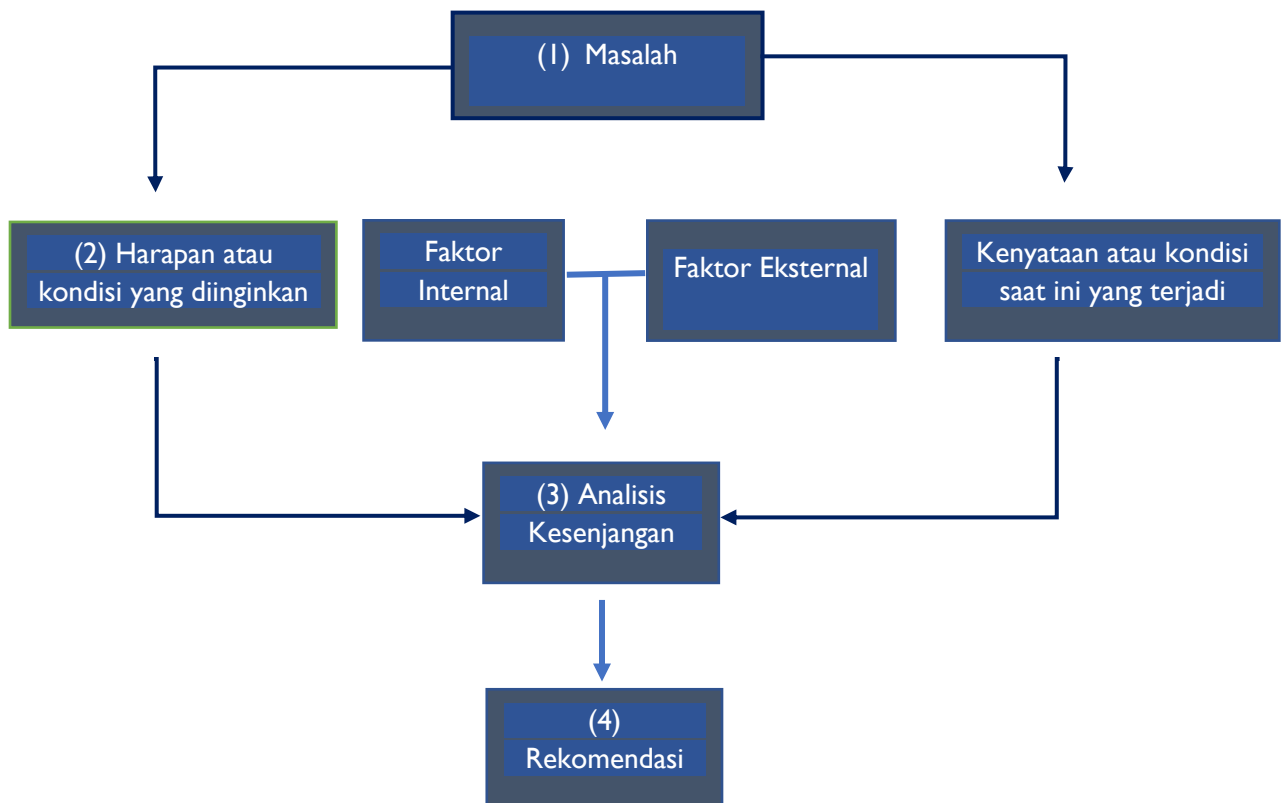 (1) Masalah
(2) Harapan atau
kondisi yang diinginkan
Faktor
Internal
Faktor Eksternal
Kenyataan atau kondisi
saat ini yang terjadi
(3) Analisis
Kesenjangan
(4)
Rekomendasi